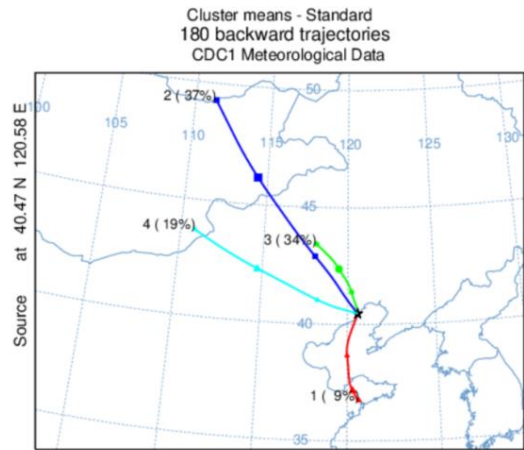 Cluster means - Standard
180 backward trajectories
CDC1 Meteorological Data
Source at 40.47 N 120.58 E
100
105
110
115
120
125
130
50
45
40
35
2 ( 37%)
4 ( 19%)
3 ( 34%)
1 ( 9%)